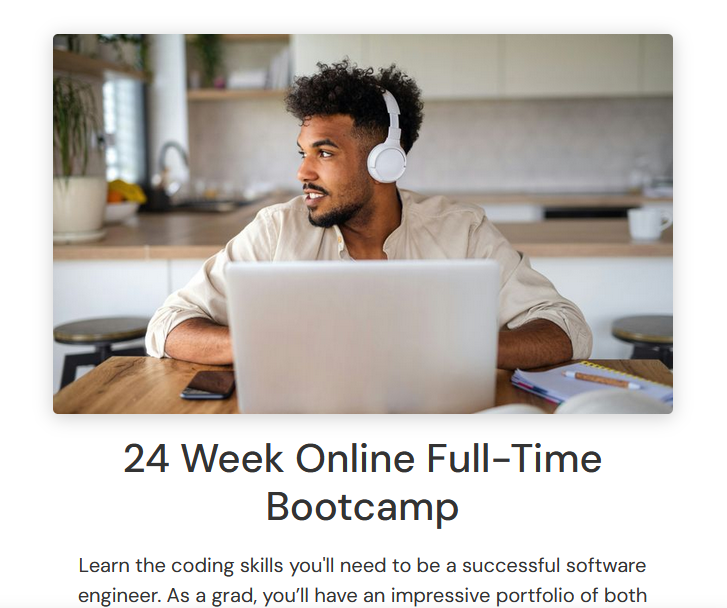 24 Week Online Full-Time
Bootcamp
Learn the coding skills you'll need to be a successful software
engineer. As a grad, you’ll have an impressive portfolio of both